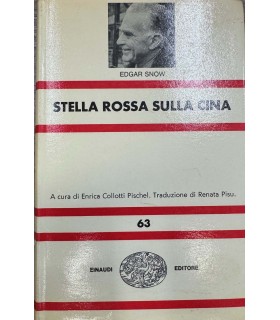 EDGAR SNOW
STELLA ROSSA SULLA CINA
A cura di Enrica Collotti Pischel. Traduzione di Renata Pisu.
63
EINAUDI EDITORE